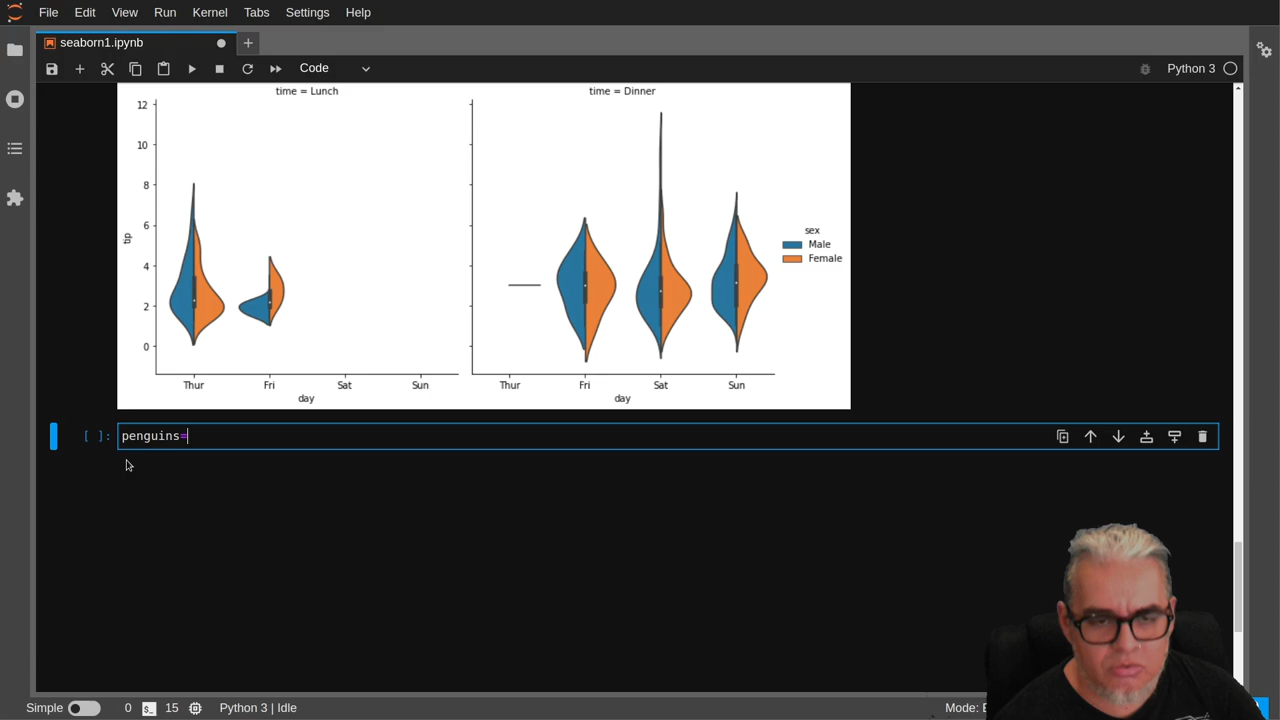 File Edit View Run Kernel Tabs Settings Help
seaborn1.ipynb
Code
Python 3
time = Lunch
time = Dinner
12
10
8
6
4
2
0
tip
sex
Male
Female
Thur Fri Sat Sun
Thur Fri Sat Sun
day
day
[ ]:
penguins=
Simple
0
$_
15
Python 3 | Idle
Mode: